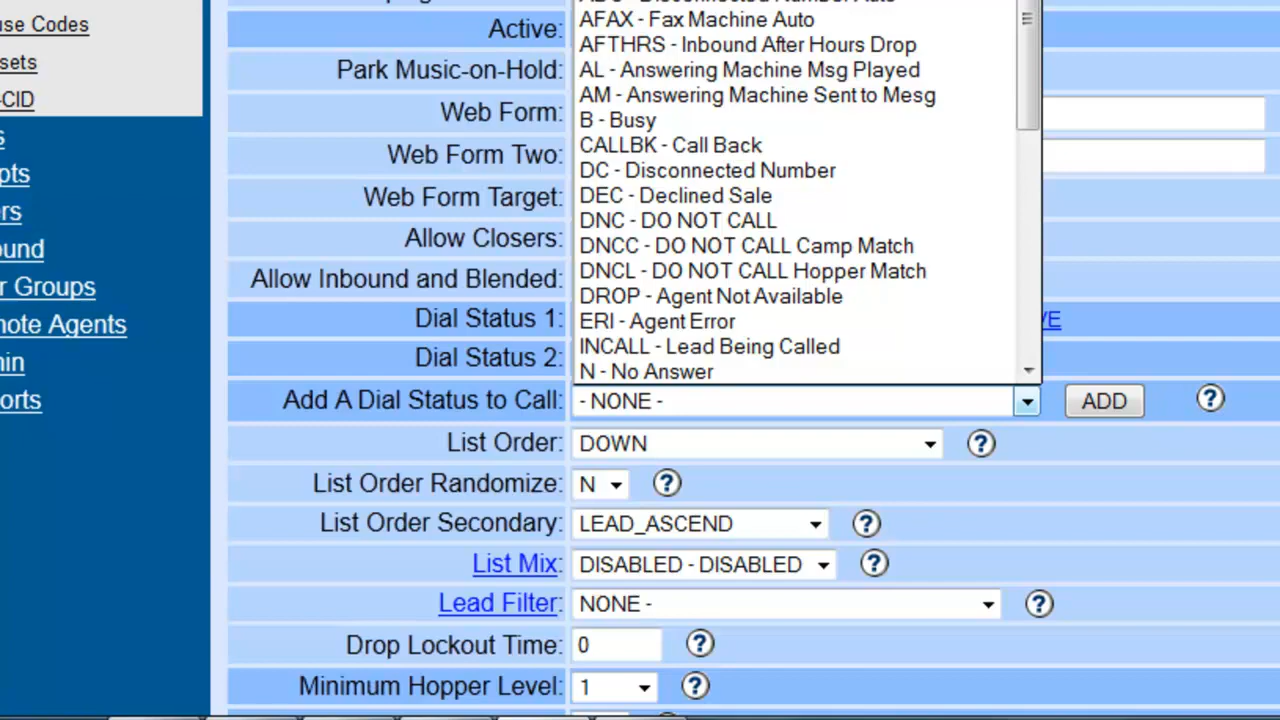 use Codes
Active:
AFAX - Fax Machine Auto
AFTHRS - Inbound After Hours Drop
sets
Park Music-on-Hold:
AL - Answering Machine Msg Played
AM - Answering Machine Sent to Mesg
-CID
Web Form:
B - Busy
CALLBK - Call Back
s
Web Form Two:
DC - Disconnected Number
pts
Web Form Target:
DEC - Declined Sale
ers
DNC - DO NOT CALL
ound
Allow Closers:
DNCC - DO NOT CALL Camp Match
DNCL - DO NOT CALL Hopper Match
r Groups
Allow Inbound and Blended:
DROP - Agent Not Available
note Agents
Dial Status 1:
ERI - Agent Error
VE
INCALL - Lead Being Called
min
Dial Status 2:
N - No Answer
orts
Add A Dial Status to Call:
- NONE -
ADD
?
List Order:
DOWN
?
List Order Randomize:
N
?
List Order Secondary:
LEAD_ASCEND
?
List Mix:
DISABLED - DISABLED
?
Lead Filter:
NONE -
?
Drop Lockout Time:
0
?
Minimum Hopper Level:
1
?